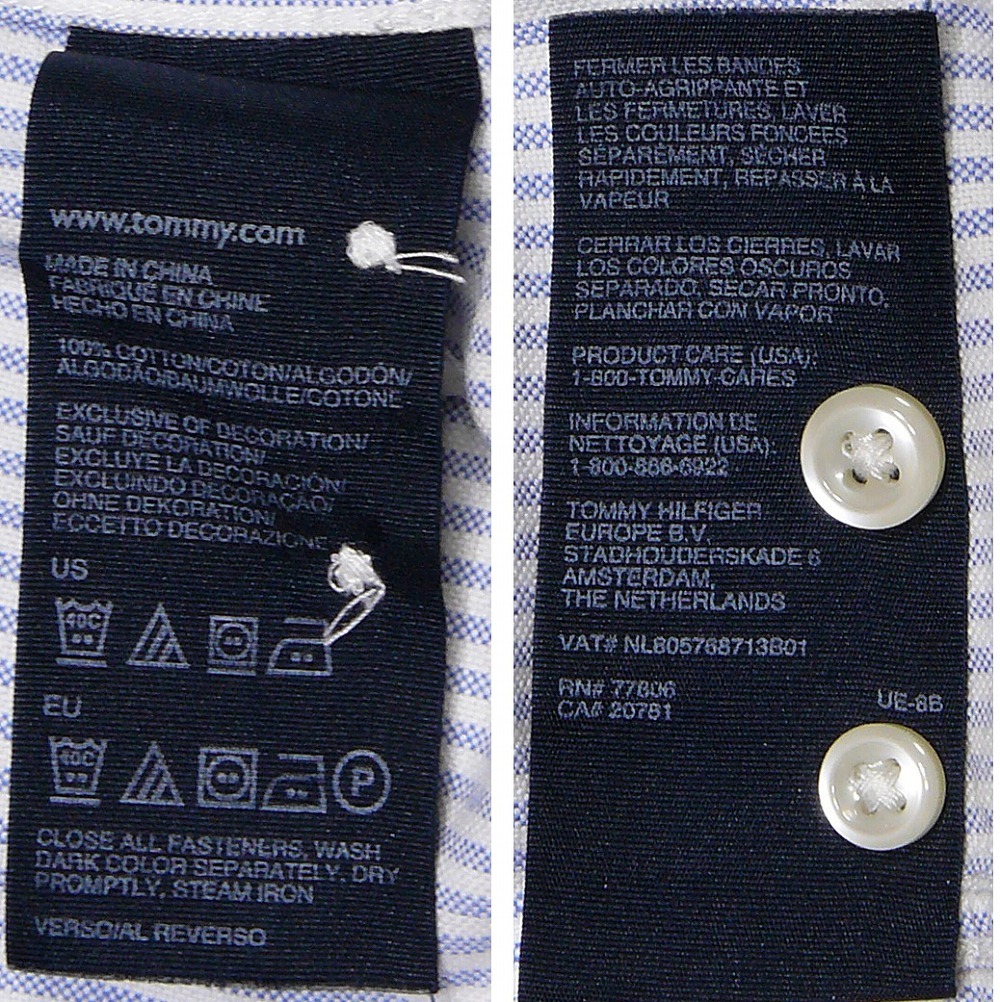 www.tommy.com
MADE IN CHINA
FABRIQUE EN CHINE
HECHO EN CHINA
100% COTTON/COTON/ALGODÓN/
ALGODÃO/BAUMWOLLE/COTONE
EXCLUSIVE OF DECORATION/
SAUF DECORATION/
EXCLUYE LA DECORACIÓN/
EXCLUINDO DECORAÇÃO/
OHNE DEKORATION/
ECCETTO DECORAZIONE
US
40C
EU
40C
P
CLOSE ALL FASTENERS, WASH
DARK COLOR SEPARATELY, DRY
PROMPTLY, STEAM IRON
VERSO/AL REVERSO
FERMER LES BANDES
AUTO-AGRIPPANTE ET
LES FERMETURES, LAVER
LES COULEURS FONCEES
SEPAREMENT, SECHER
RAPIDEMENT, REPASSER A LA
VAPEUR
CERRAR LOS CIERRES, LAVAR
LOS COLORES OSCUROS
SEPARADO, SECAR PRONTO,
PLANCHAR CON VAPOR
PRODUCT CARE (USA):
1-800-TOMMY-CARES
INFORMATION DE
NETTOYAGE (USA):
1-800-866-6922
TOMMY HILFIGER
EUROPE B.V.
STADHOUDERSKADE 6
AMSTERDAM,
THE NETHERLANDS
VAT# NL805768713B01
RN# 77806
CA# 20781
UE-8B